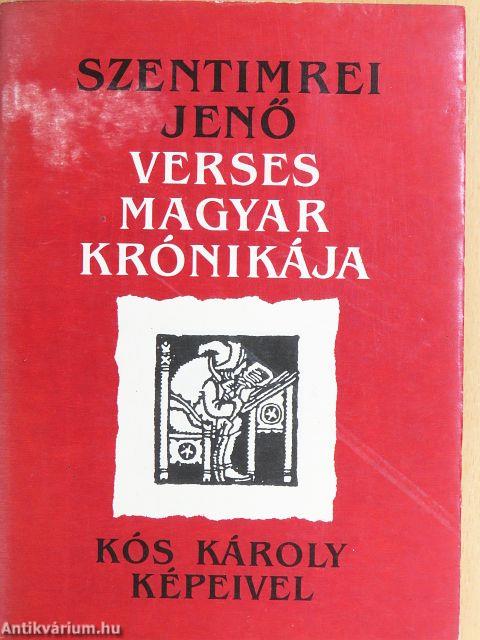 SZENTIMREI
JENŐ
VERSES
MAGYAR
KRÓNIKÁJA
KÓS KÁROLY
KÉPEIVEL
Antikvárium.hu